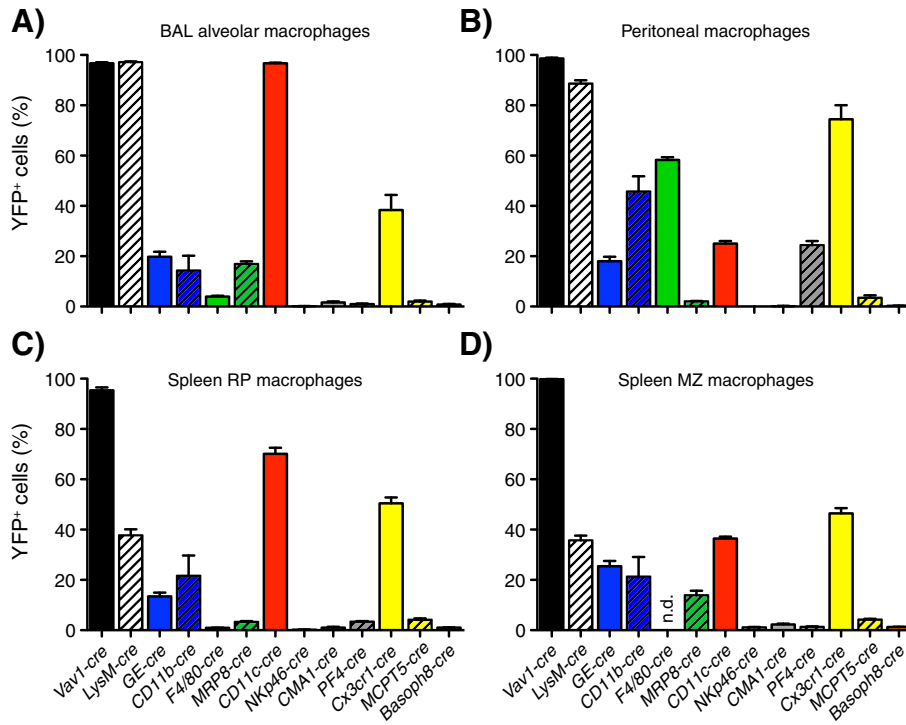 A)
BAL alveolar macrophages
B)
Peritoneal macrophages
YFP+ cells (%)
100
80
60
40
20
0
100
80
60
40
20
0
C)
Spleen RP macrophages
D)
Spleen MZ macrophages
YFP+ cells (%)
100
80
60
40
20
0
100
80
60
40
20
0
n.d.
Vav1-cre
LysM-cre
GE-cre
CD11b-cre
F4/80-cre
MRP8-cre
CD11c-cre
NKp46-cre
CMA1-cre
PF4-cre
Cx3cr1-cre
MCPT5-cre
Basoph8-cre
Vav1-cre
LysM-cre
GE-cre
CD11b-cre
F4/80-cre
MRP8-cre
CD11c-cre
NKp46-cre
CMA1-cre
PF4-cre
Cx3cr1-cre
MCPT5-cre
Basoph8-cre